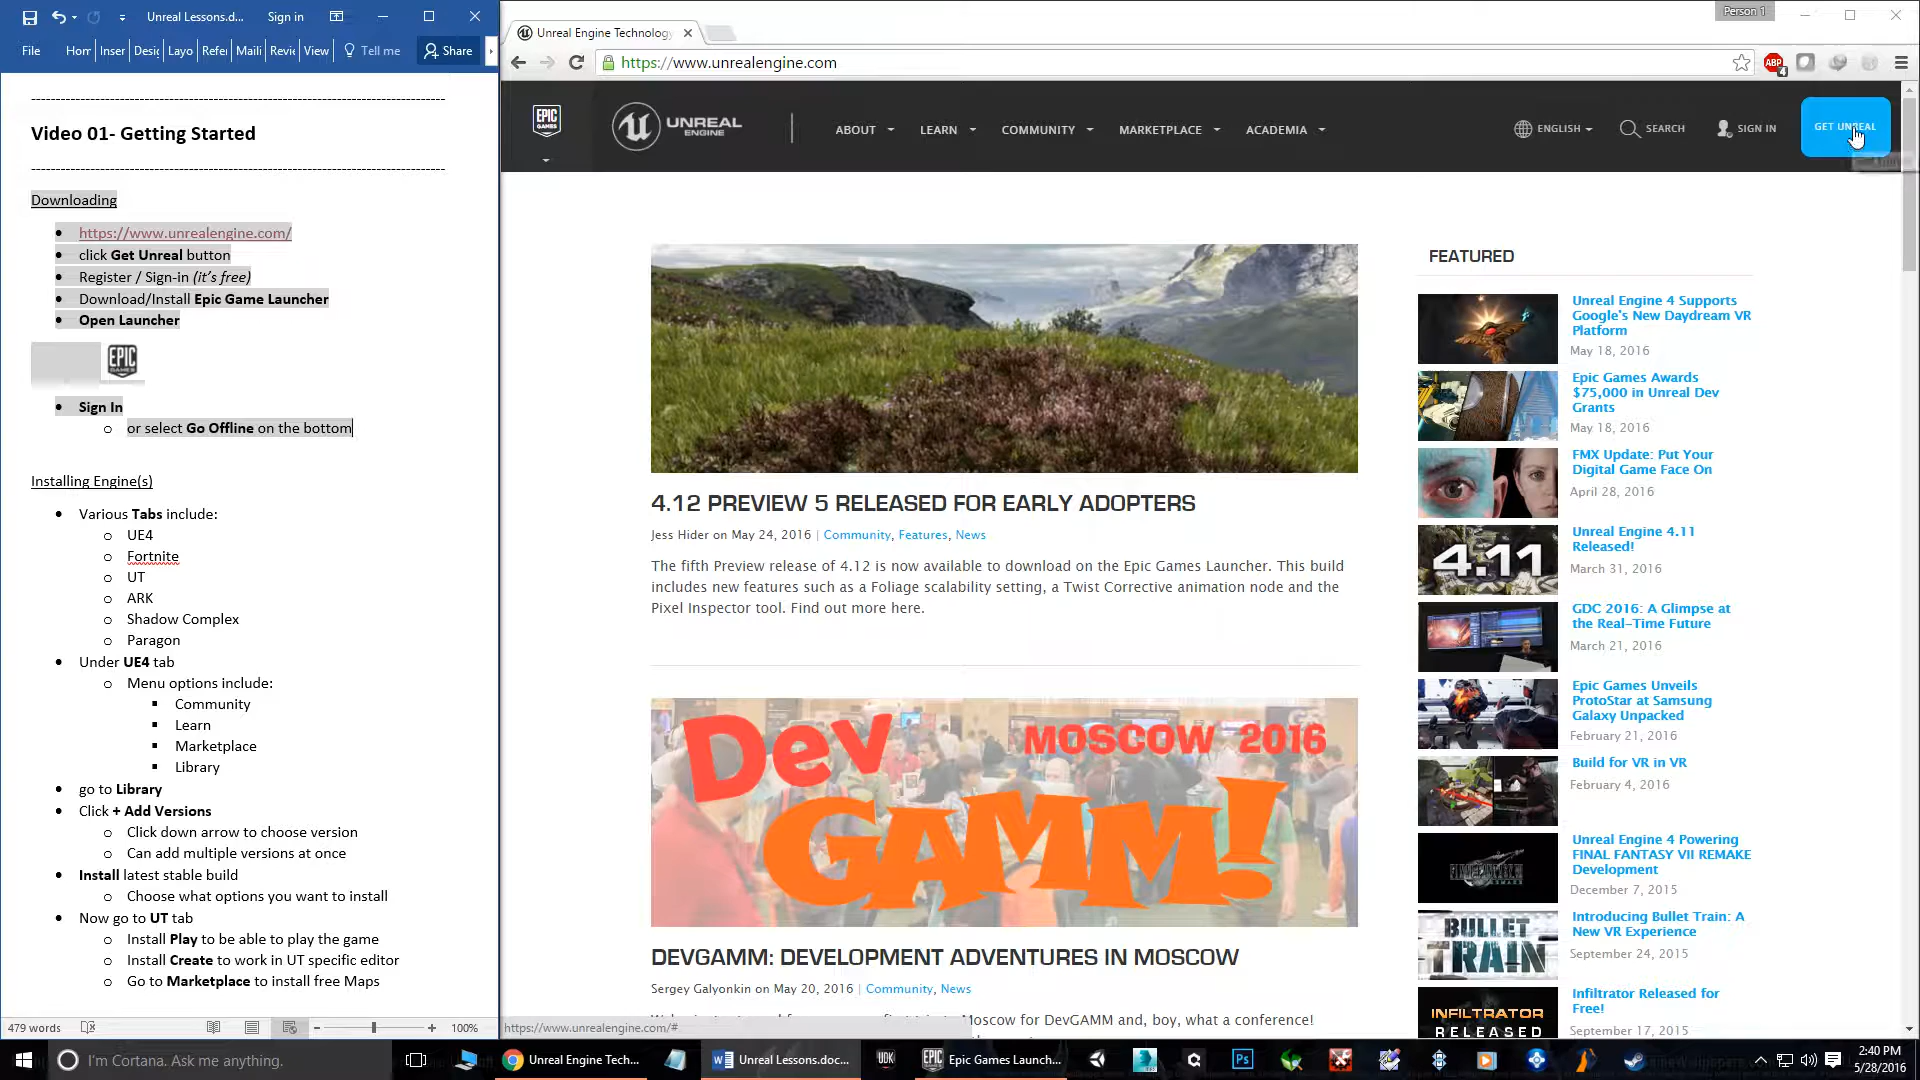 Unreal Lessons.d...
Sign in
File
Hom
Inser
Desig
Layo
Refe
Maili
Revie
View
Tell me
Share
Video 01- Getting Started
Downloading
https://www.unrealengine.com/
click Get Unreal button
Register / Sign-in (it's free)
Download/Install Epic Game Launcher
Open Launcher
EPIC
GAMES
Sign In
or select Go Offline on the bottom
Installing Engine(s)
Various Tabs include:
UE4
Fortnite
UT
ARK
Shadow Complex
Paragon
Under UE4 tab
Menu options include:
Community
Learn
Marketplace
Library
go to Library
Click + Add Versions
Click down arrow to choose version
Can add multiple versions at once
Install latest stable build
Choose what options you want to install
Now go to UT tab
Install Play to be able to play the game
Install Create to work in UT specific editor
Go to Marketplace to install free Maps
479 words
100%
Person 1
Unreal Engine Technology
https://www.unrealengine.com
ABP
4
EPIC
GAMES
UNREAL
ENGINE
ABOUT
LEARN
COMMUNITY
MARKETPLACE
ACADEMIA
ENGLISH
SEARCH
SIGN IN
GET UNREAL
4.12 PREVIEW 5 RELEASED FOR EARLY ADOPTERS
Jess Hider on May 24, 2016 | Community, Features, News
The fifth Preview release of 4.12 is now available to download on the Epic Games Launcher. This build
includes new features such as a Foliage scalability setting, a Twist Corrective animation node and the
Pixel Inspector tool. Find out more here.
Dev
GAMM!
MOSCOW 2016
DEVGAMM: DEVELOPMENT ADVENTURES IN MOSCOW
Sergey Galyonkin on May 20, 2016 | Community, News
Moscow for DevGAMM and, boy, what a conference!
https://www.unrealengine.com/#
FEATURED
Unreal Engine 4 Supports
Google's New Daydream VR
Platform
May 18, 2016
Epic Games Awards
$75,000 in Unreal Dev
Grants
May 18, 2016
FMX Update: Put Your
Digital Game Face On
April 28, 2016
4.11
Unreal Engine 4.11
Released!
March 31, 2016
GDC 2016: A Glimpse at
the Real-Time Future
March 21, 2016
Epic Games Unveils
ProtoStar at Samsung
Galaxy Unpacked
February 21, 2016
Build for VR in VR
February 4, 2016
Unreal Engine 4 Powering
FINAL FANTASY VII REMAKE
Development
December 7, 2015
BULLET
TRAIN
Introducing Bullet Train: A
New VR Experience
September 24, 2015
INFILTRATOR
RELEASED
Infiltrator Released for
Free!
September 17, 2015
I'm Cortana. Ask me anything.
Unreal Engine Tech...
Unreal Lessons.doc...
UDK
Epic Games Launch...
Ps
2:40 PM
5/28/2016